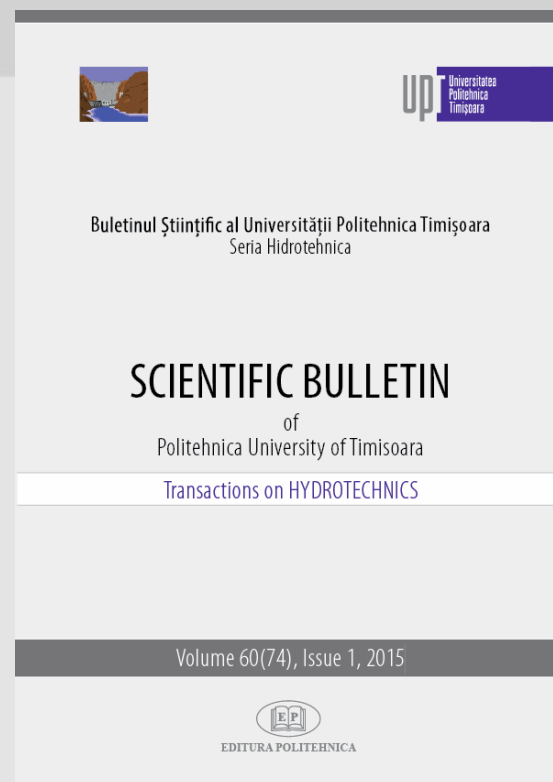 UPT
Universitatea
Politehnica
Timişoara
Buletinul Ştiinţific al Universităţii Politehnica Timişoara
Seria Hidrotehnica
SCIENTIFIC BULLETIN
of
Politehnica University of Timisoara
Transactions on HYDROTECHNICS
Volume 60(74), Issue 1, 2015
EP
EDITURA POLITEHNICA